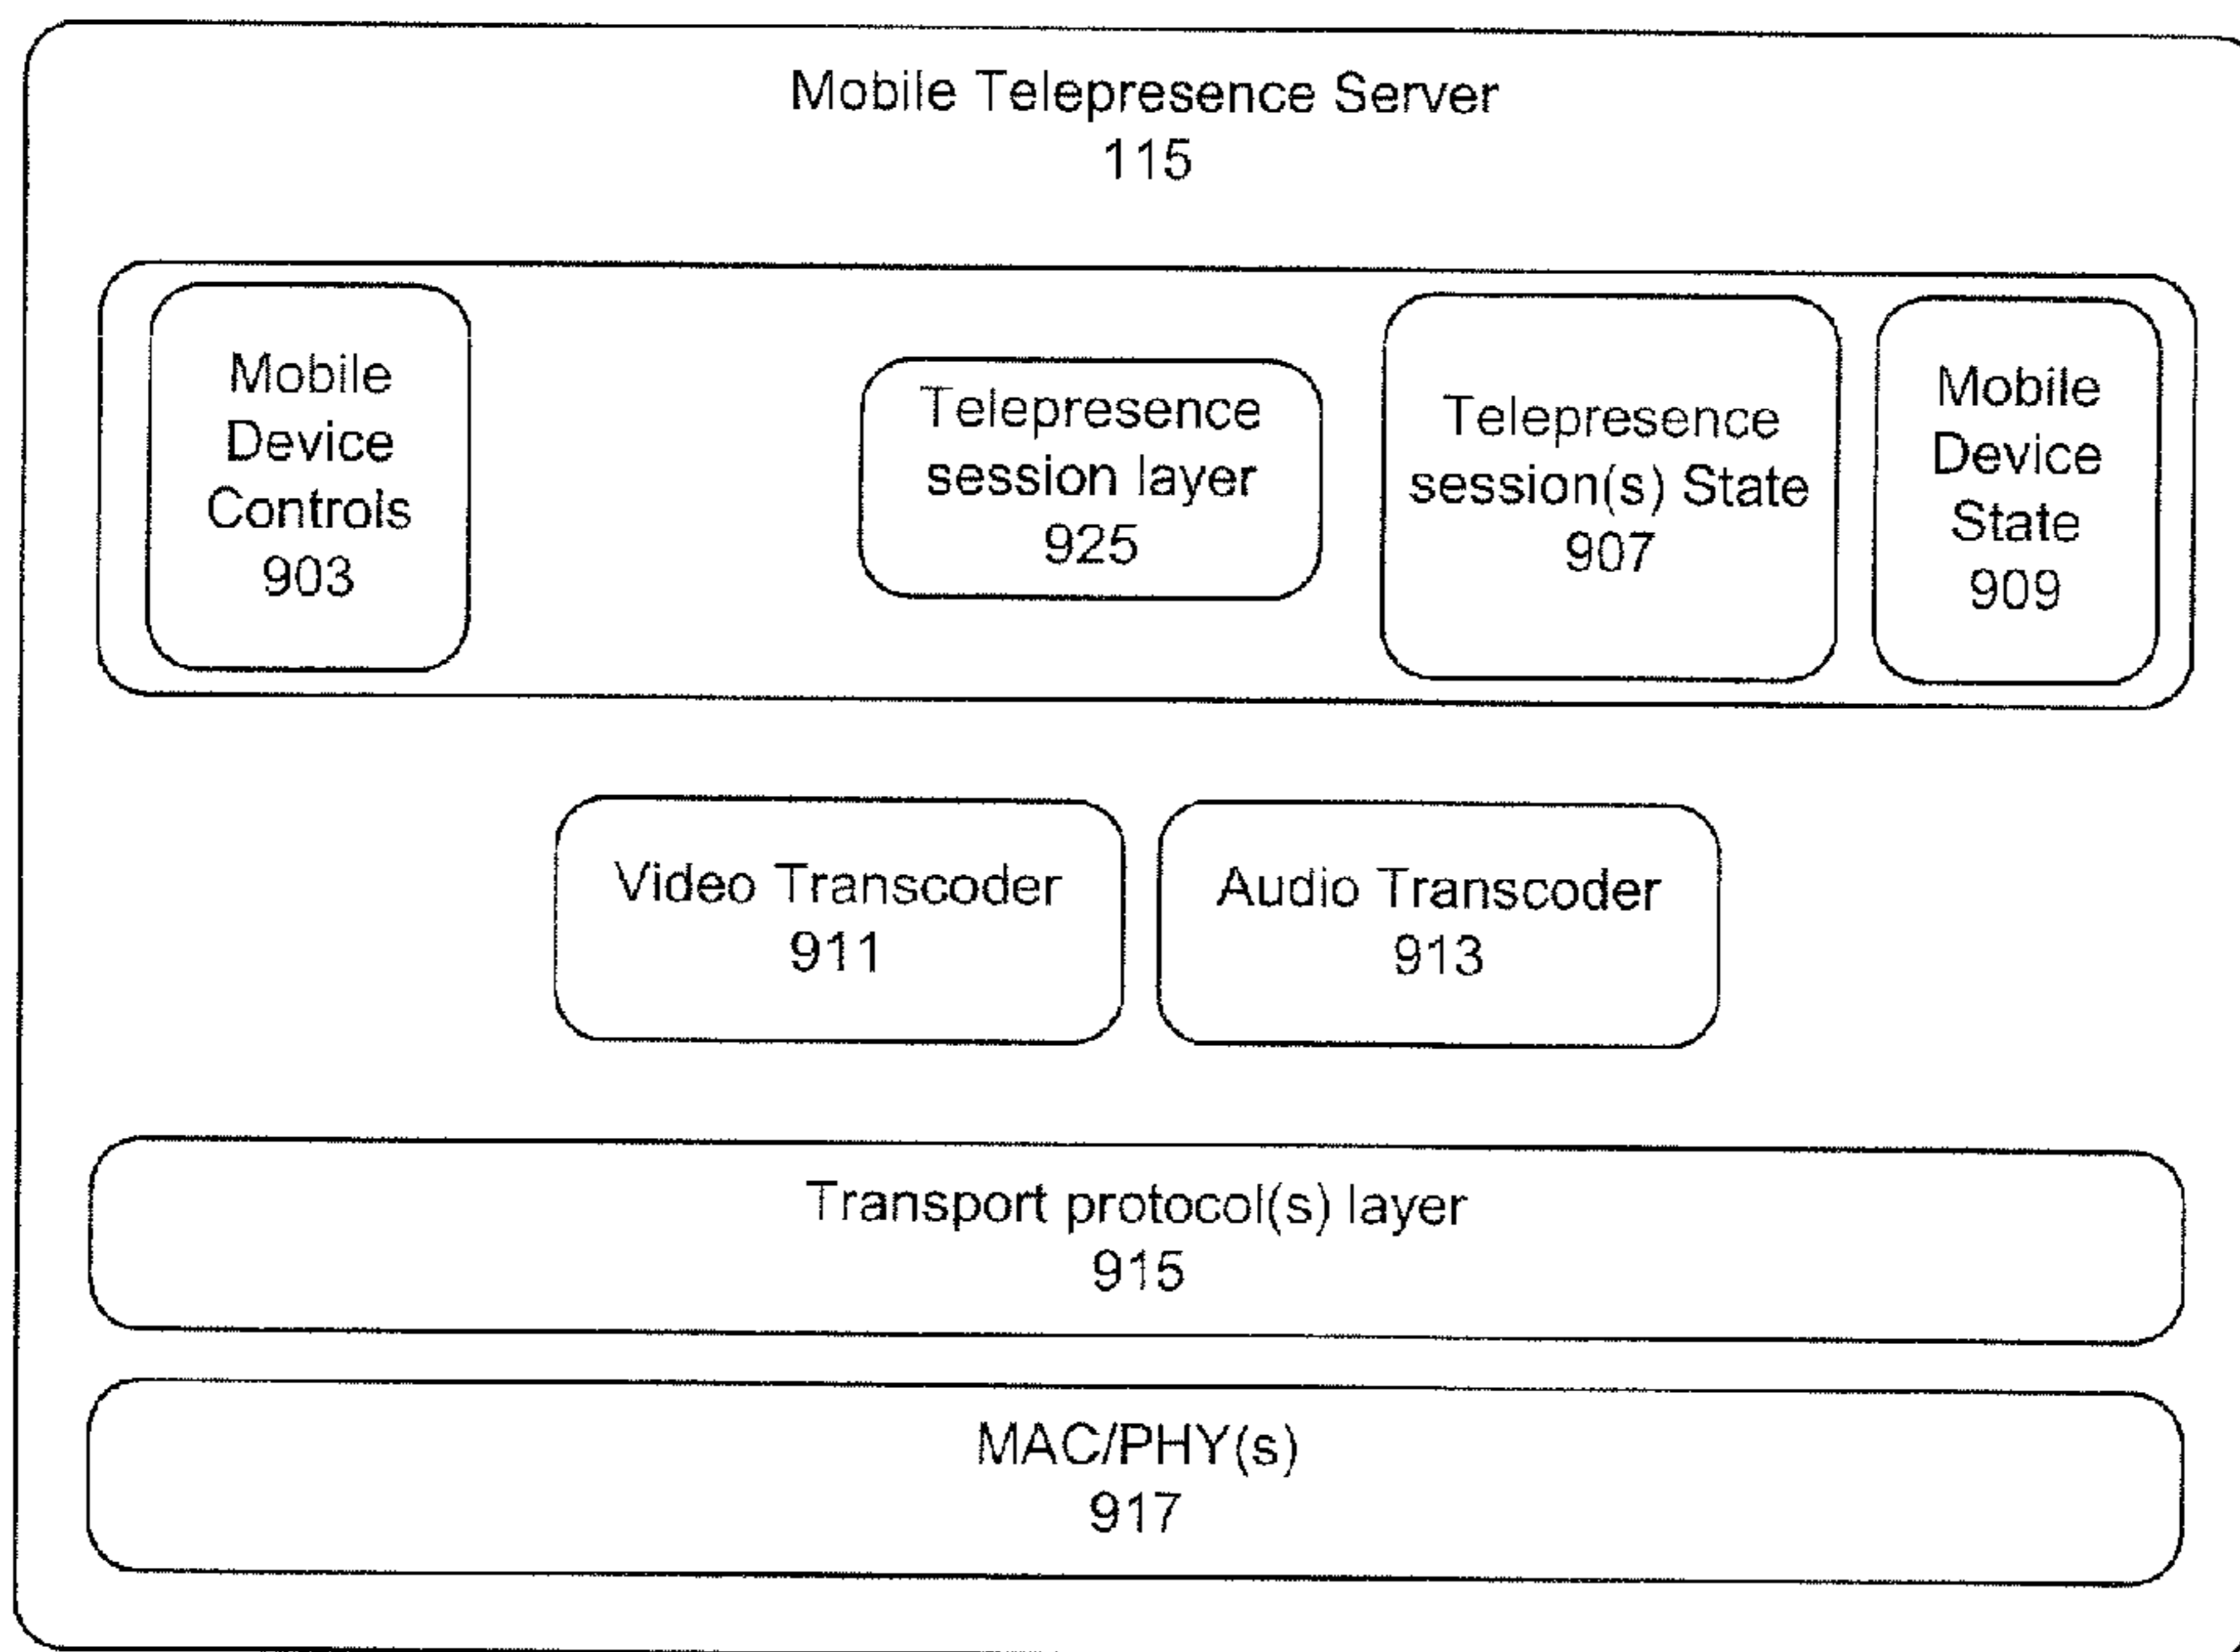 Mobile Telepresence Server
115
Mobile
Device
Controls
903
Telepresence
session layer
925
Telepresence
session(s) State
907
Mobile
Device
State
909
Video Transcoder
911
Audio Transcoder
913
Transport protocol(s) layer
915
MAC/PHY(s)
917